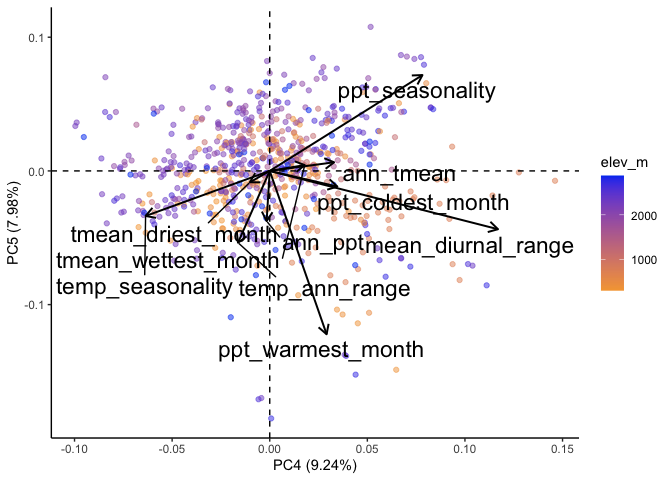 0.1
ppt_seasonality
elev_m
0.0
ann_tmean
ppt_coldest_month
2000
PC5 (7.98%)
tmean_driest_month
ann_ppt
mean_diurnal_range
tmean_wettest_month
1000
temp_seasonality
temp_ann_range
-0.1
ppt_warmest_month
-0.10
-0.05
0.00
0.05
0.10
0.15
PC4 (9.24%)